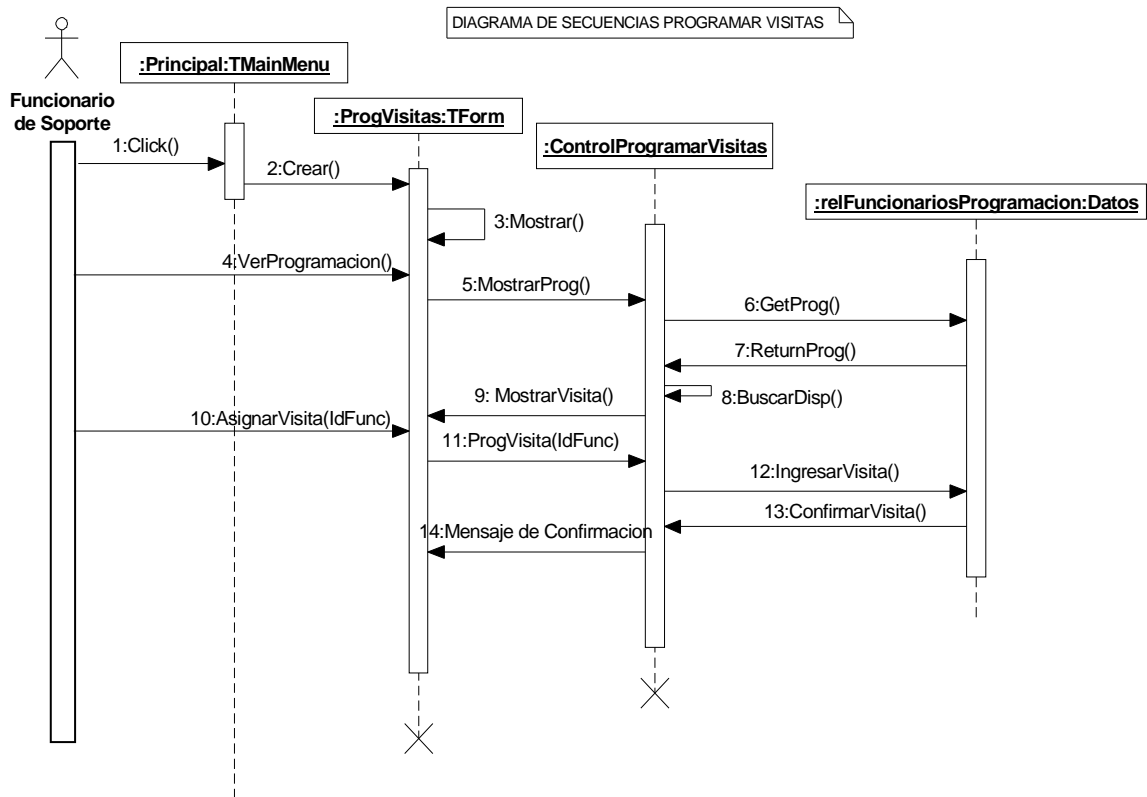 DIAGRAMA DE SECUENCIAS PROGRAMAR VISITAS
Funcionario
de Soporte
:Principal:TMainMenu
:ProgVisitas:TForm
:ControlProgramarVisitas
:relFuncionariosProgramacion:Datos
1:Click()
2:Crear()
3:Mostrar()
4:VerProgramacion()
5:MostrarProg()
6:GetProg()
7:ReturnProg()
8:BuscarDisp()
9: MostrarVisita()
10:AsignarVisita(IdFunc)
11:ProgVisita(IdFunc)
12:IngresarVisita()
13:ConfirmarVisita()
14:Mensaje de Confirmacion